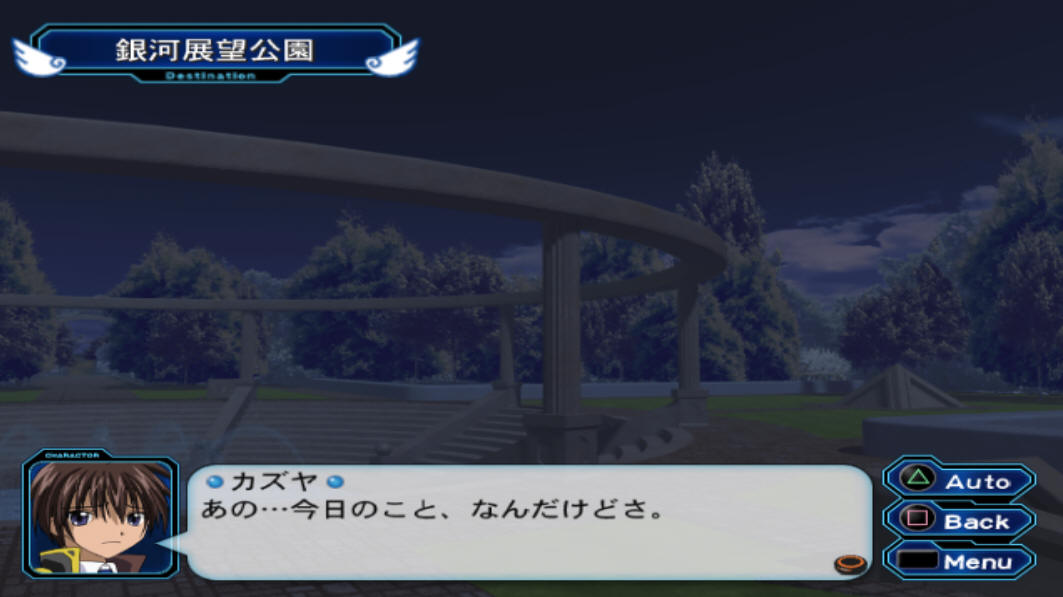 銀河展望公園
Destination
CHARACTOR
カズヤ
あの…今日のこと、なんだけどさ。
Auto
Back
Menu